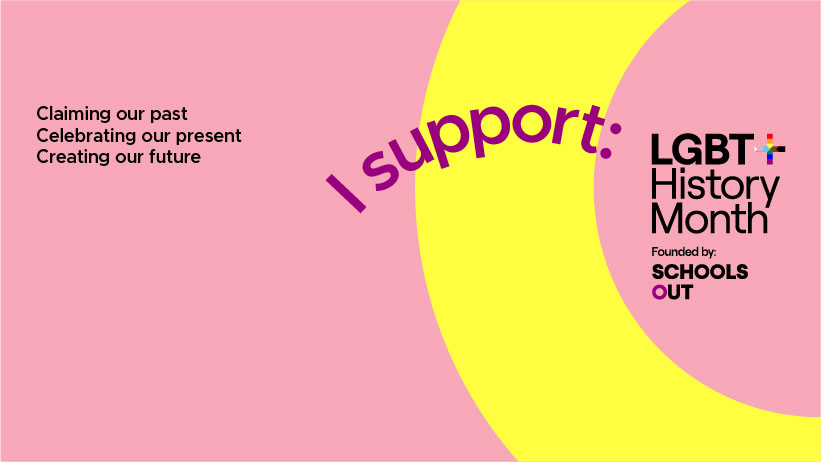 Claiming our past
Celebrating our present
Creating our future
I support:
LGBT+
History
Month
Founded by:
SCHOOLS
OUT